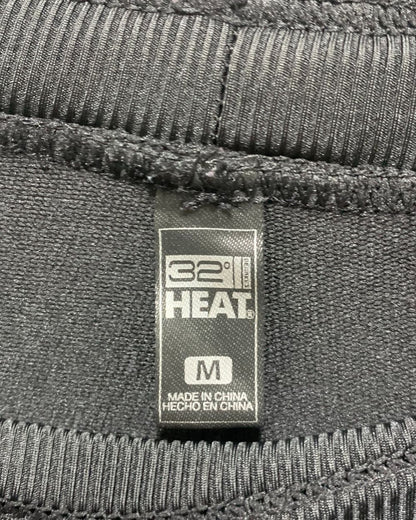 32°
HEAT®
M
MADE IN CHINA
HECHO EN CHINA